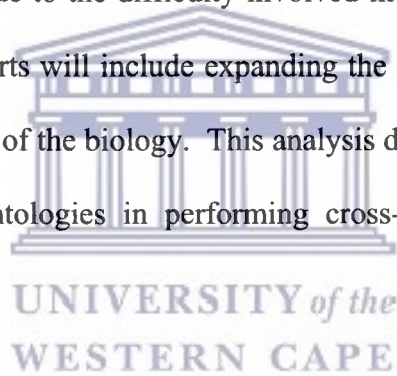 to the difficulty involved
rts will include expanding the
of the biology. This analysis
ntologies in performing cross-
UNIVERSITY of the
WESTERN CAPE